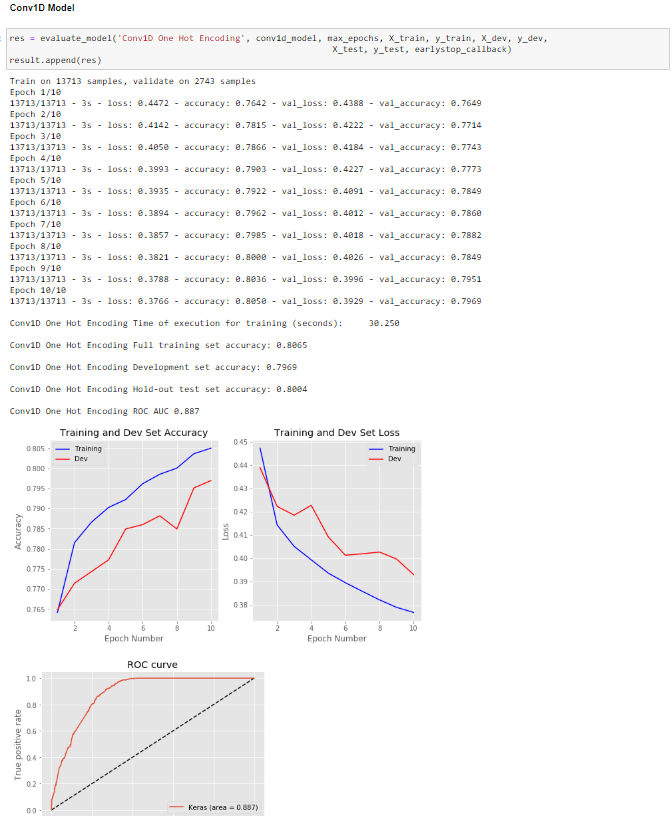 Conv1D Model
res = evaluate_model('Conv1D One Hot Encoding', conv1d_model, max_epochs, X_train, y_train, X_dev, y_dev,
X_test, y_test, earlystop_callback)
result.append(res)
Train on 13713 samples, validate on 2743 samples
Epoch 1/10
13713/13713 - 3s - loss: 0.4472 - accuracy: 0.7642 - val_loss: 0.4388 - val_accuracy: 0.7649
Epoch 2/10
13713/13713 - 3s - loss: 0.4142 - accuracy: 0.7815 - val_loss: 0.4222 - val_accuracy: 0.7714
Epoch 3/10
13713/13713 - 3s - loss: 0.4050 - accuracy: 0.7866 - val_loss: 0.4184 - val_accuracy: 0.7743
Epoch 4/10
13713/13713 - 3s - loss: 0.3993 - accuracy: 0.7903 - val_loss: 0.4227 - val_accuracy: 0.7773
Epoch 5/10
13713/13713 - 3s - loss: 0.3935 - accuracy: 0.7922 - val_loss: 0.4091 - val_accuracy: 0.7849
Epoch 6/10
13713/13713 - 3s - loss: 0.3894 - accuracy: 0.7962 - val_loss: 0.4012 - val_accuracy: 0.7860
Epoch 7/10
13713/13713 - 3s - loss: 0.3857 - accuracy: 0.7985 - val_loss: 0.4018 - val_accuracy: 0.7882
Epoch 8/10
13713/13713 - 3s - loss: 0.3821 - accuracy: 0.8000 - val_loss: 0.4026 - val_accuracy: 0.7849
Epoch 9/10
13713/13713 - 3s - loss: 0.3788 - accuracy: 0.8036 - val_loss: 0.3996 - val_accuracy: 0.7951
Epoch 10/10
13713/13713 - 3s - loss: 0.3766 - accuracy: 0.8050 - val_loss: 0.3929 - val_accuracy: 0.7969
Conv1D One Hot Encoding Time of execution for training (seconds): 30.250
Conv1D One Hot Encoding Full training set accuracy: 0.8065
Conv1D One Hot Encoding Development set accuracy: 0.7969
Conv1D One Hot Encoding Hold-out test set accuracy: 0.8004
Conv1D One Hot Encoding ROC AUC 0.887
Training and Dev Set Accuracy
Training
Dev
0.805
0.800
0.795
0.790
0.785
0.780
0.775
0.770
0.765
Accuracy
2 4 6 8 10
Epoch Number
Training and Dev Set Loss
Training
Dev
0.45
0.44
0.43
0.42
0.41
0.40
0.39
0.38
Loss
2 4 6 8 10
Epoch Number
ROC curve
1.0
0.8
0.6
0.4
0.2
0.0
True positive rate
Keras (area = 0.887)